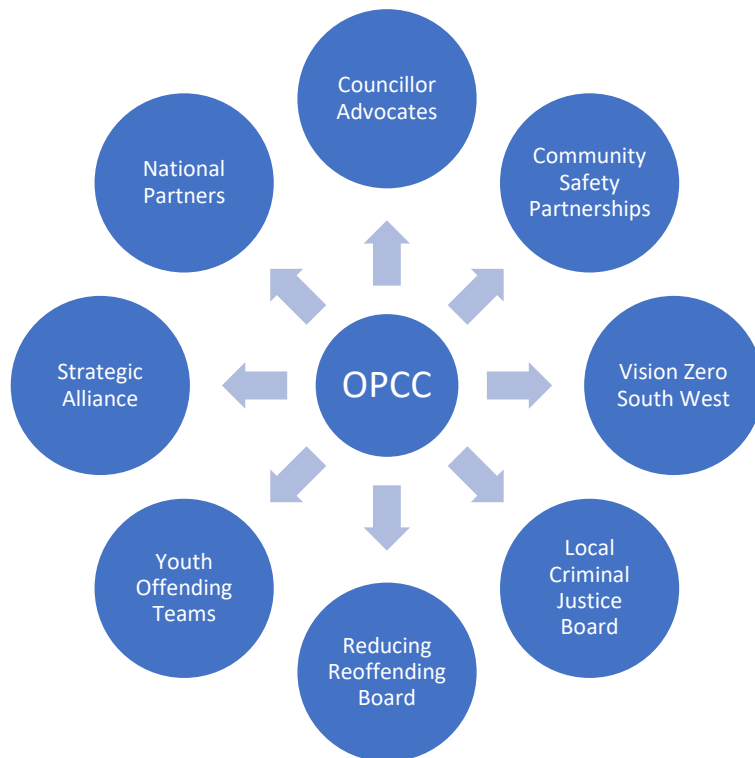 Councillor
Advocates
National
Partners
Community
Safety
Partnerships
Strategic
Alliance
OPCC
Vision Zero
South West
Youth
Offending
Teams
Local
Criminal
Justice
Board
Reducing
Reoffending
Board